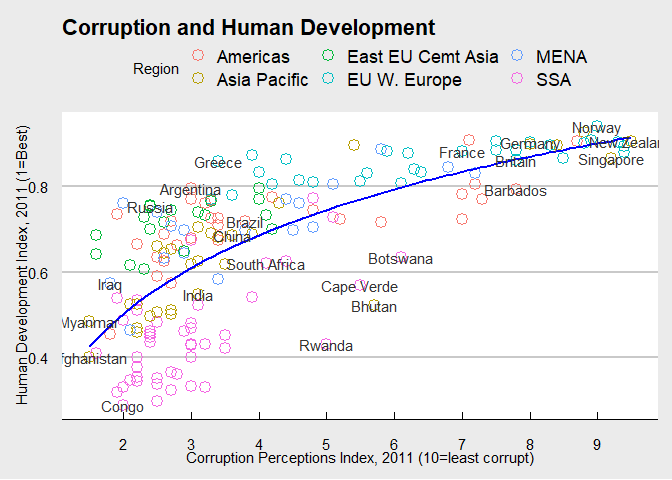 Corruption and Human Development
Region
Americas
East EU Cemt Asia
MENA
Asia Pacific
EU W. Europe
SSA
Human Development Index, 2011 (1=Best)
0.8
0.6
0.4
Norway
Germany
New Zealan
France
Britain
Singapore
Greece
Argentina
Barbados
Russia
Brazil
China
Botswana
South Africa
Iraq
Cape Verde
India
Bhutan
Myanmar
Rwanda
fghanistan
Congo
2 3 4 5 6 7 8 9
Corruption Perceptions Index, 2011 (10=least corrupt)